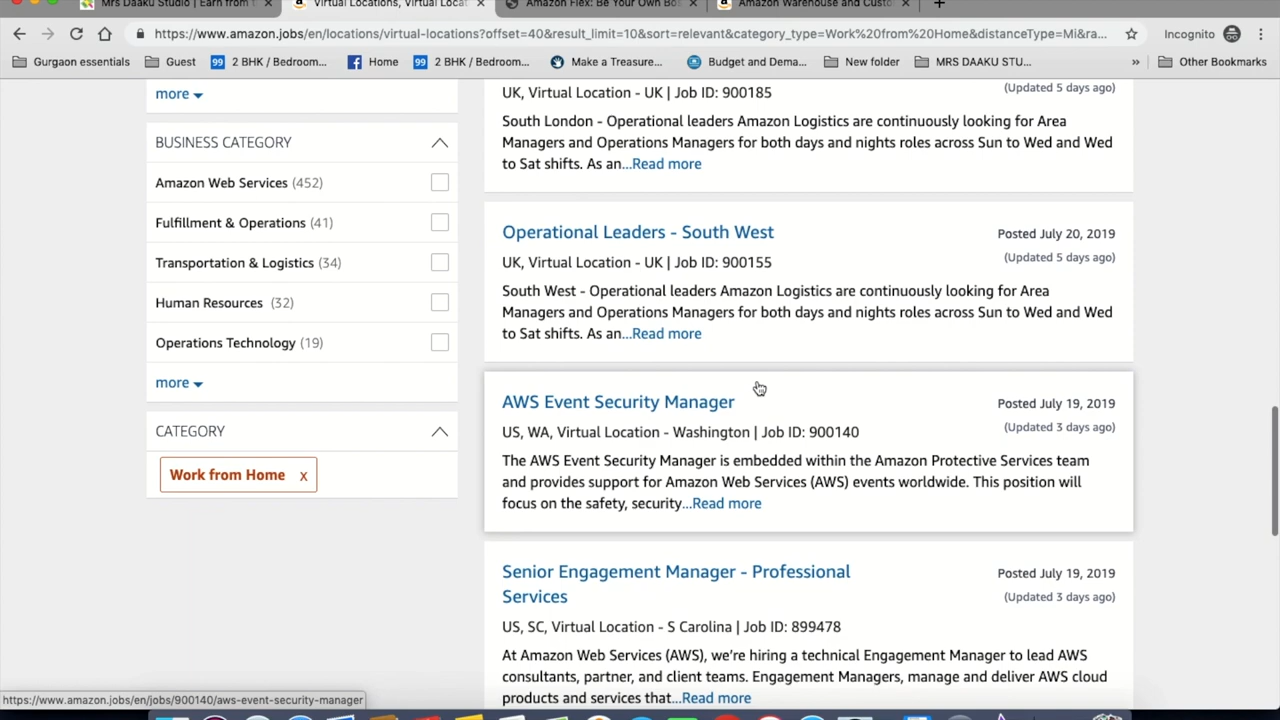 Mrs Daaku Studio | Earn from t
Virtual Locations, Virtual Locat
Amazon Flex: Be Your Own Bos
Amazon Warehouse and Custo
https://www.amazon.jobs/en/locations/virtual-locations?offset=40&result_limit=10&sort=relevant&category_type=Work%20from%20Home&distanceType=Mi&ra...
Incognito
Gurgaon essentials
Guest
2 BHK / Bedroom...
Home
2 BHK / Bedroom...
Make a Treasure...
Budget and Dema...
New folder
MRS DAAKU STU...
»
Other Bookmarks
more
BUSINESS CATEGORY
Amazon Web Services (452)
Fulfillment & Operations (41)
Transportation & Logistics (34)
Human Resources (32)
Operations Technology (19)
more
CATEGORY
Work from Home x
UK, Virtual Location - UK | Job ID: 900185
(Updated 5 days ago)
South London - Operational leaders Amazon Logistics are continuously looking for Area
Managers and Operations Managers for both days and nights roles across Sun to Wed and Wed
to Sat shifts. As an...Read more
Operational Leaders - South West
Posted July 20, 2019
UK, Virtual Location - UK | Job ID: 900155
(Updated 5 days ago)
South West - Operational leaders Amazon Logistics are continuously looking for Area
Managers and Operations Managers for both days and nights roles across Sun to Wed and Wed
to Sat shifts. As an...Read more
AWS Event Security Manager
Posted July 19, 2019
US, WA, Virtual Location - Washington | Job ID: 900140
(Updated 3 days ago)
The AWS Event Security Manager is embedded within the Amazon Protective Services team
and provides support for Amazon Web Services (AWS) events worldwide. This position will
focus on the safety, security...Read more
Senior Engagement Manager - Professional
Services
Posted July 19, 2019
(Updated 3 days ago)
US, SC, Virtual Location - S Carolina | Job ID: 899478
At Amazon Web Services (AWS), we're hiring a technical Engagement Manager to lead AWS
consultants, partner, and client teams. Engagement Managers, manage and deliver AWS cloud
products and services that...Read more
https://www.amazon.jobs/en/jobs/900140/aws-event-security-manager